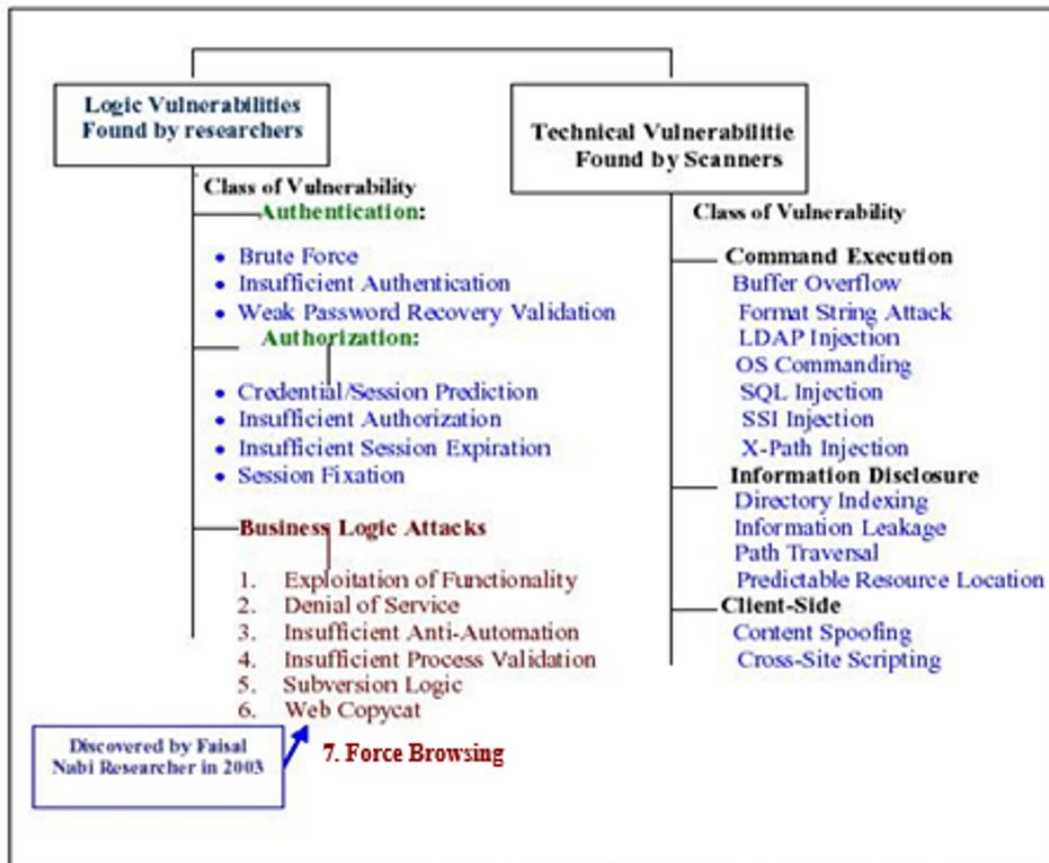 Logic Vulnerabilities
Found by researchers
Class of Vulnerability
Authentication:
• Brute Force
• Insufficient Authentication
• Weak Password Recovery Validation
Authorization:
• Credential/Session Prediction
• Insufficient Authorization
• Insufficient Session Expiration
• Session Fixation
Business Logic Attacks
1. Exploitation of Functionality
2. Denial of Service
3. Insufficient Anti-Automation
4. Insufficient Process Validation
5. Subversion Logic
6. Web Copycat
7. Force Browsing
Discovered by Faisal
Nabi Researcher in 2003
Technical Vulnerabilitie
Found by Scanners
Class of Vulnerability
Command Execution
Buffer Overflow
Format String Attack
LDAP Injection
OS Commanding
SQL Injection
SSI Injection
X-Path Injection
Information Disclosure
Directory Indexing
Information Leakage
Path Traversal
Predictable Resource Location
Client-Side
Content Spoofing
Cross-Site Scripting